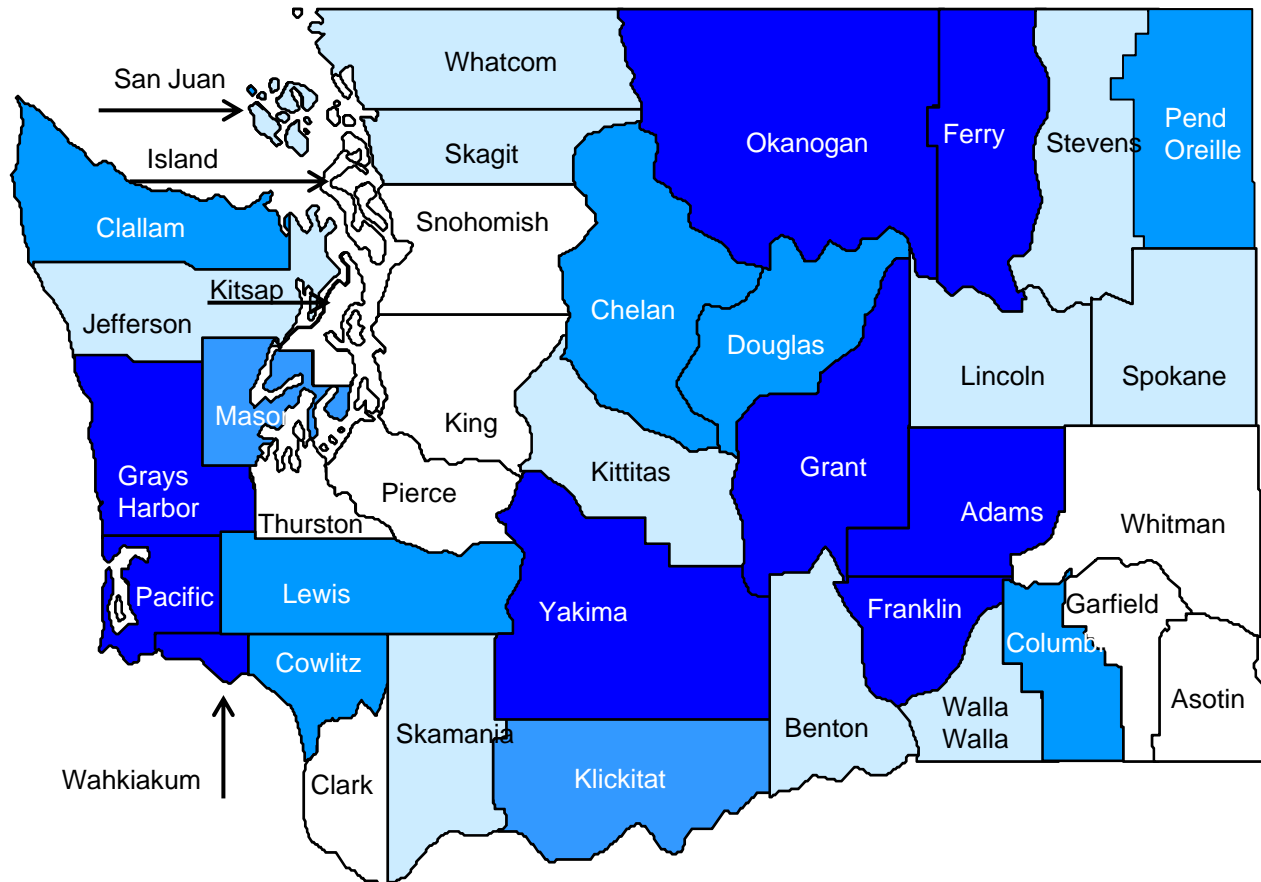 Whatcom
San Juan
Okanogan
Ferry
Stevens
Pend
Oreille
Island
Skagit
Snohomish
Clallam
Kitsap
Jefferson
Chelan
Douglas
Lincoln
Spokane
Mason
King
Kittitas
Grant
Grays
Harbor
Pierce
Thurston
Adams
Whitman
Pacific
Lewis
Yakima
Franklin
Garfield
Columbi
Cowlitz
Asotin
Skamania
Benton
Walla
Walla
Wahkiakum
Clark
Klickitat